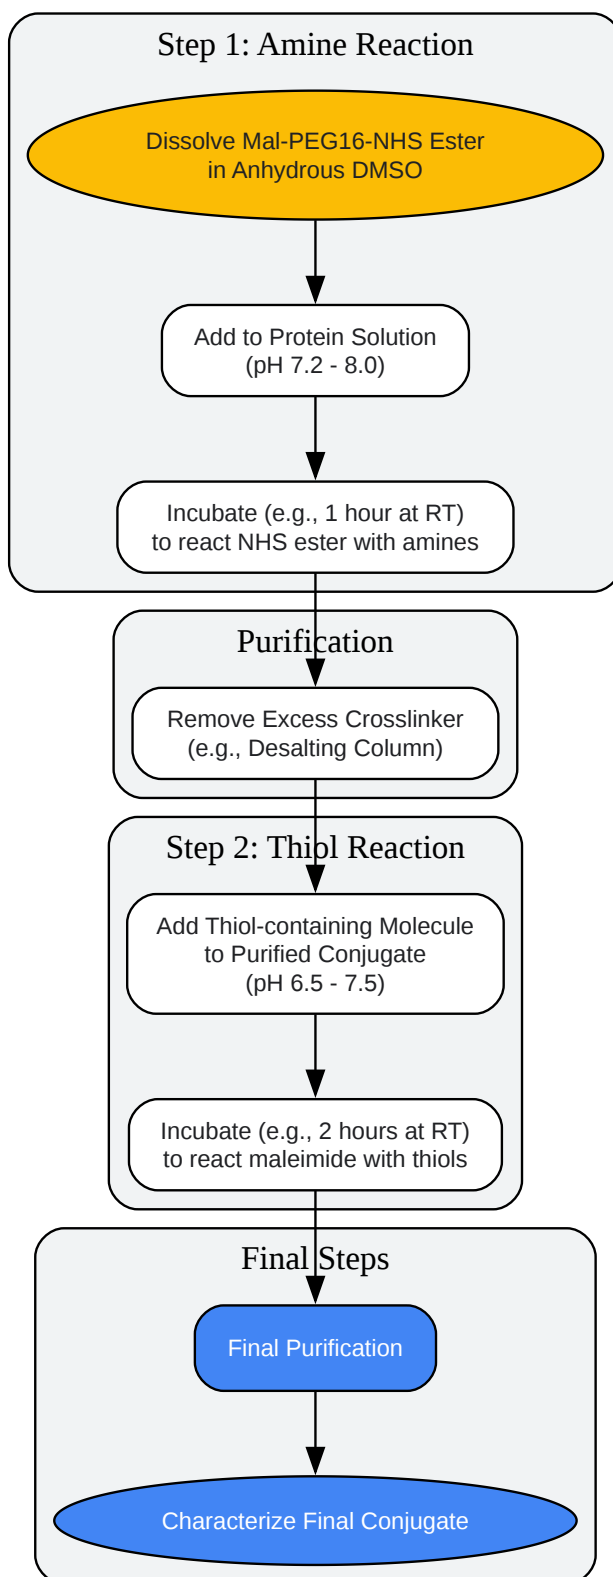 Step 1: Amine Reaction
Dissolve Mal-PEG16-NHS Ester
in Anhydrous DMSO
Add to Protein Solution
(pH 7.2 - 8.0)
Incubate (e.g., 1 hour at RT)
to react NHS ester with amines
Purification
Remove Excess Crosslinker
(e.g., Desalting Column)
Step 2: Thiol Reaction
Add Thiol-containing Molecule
to Purified Conjugate
(pH 6.5 - 7.5)
Incubate (e.g., 2 hours at RT)
to react maleimide with thiols
Final Steps
Final Purification
Characterize Final Conjugate